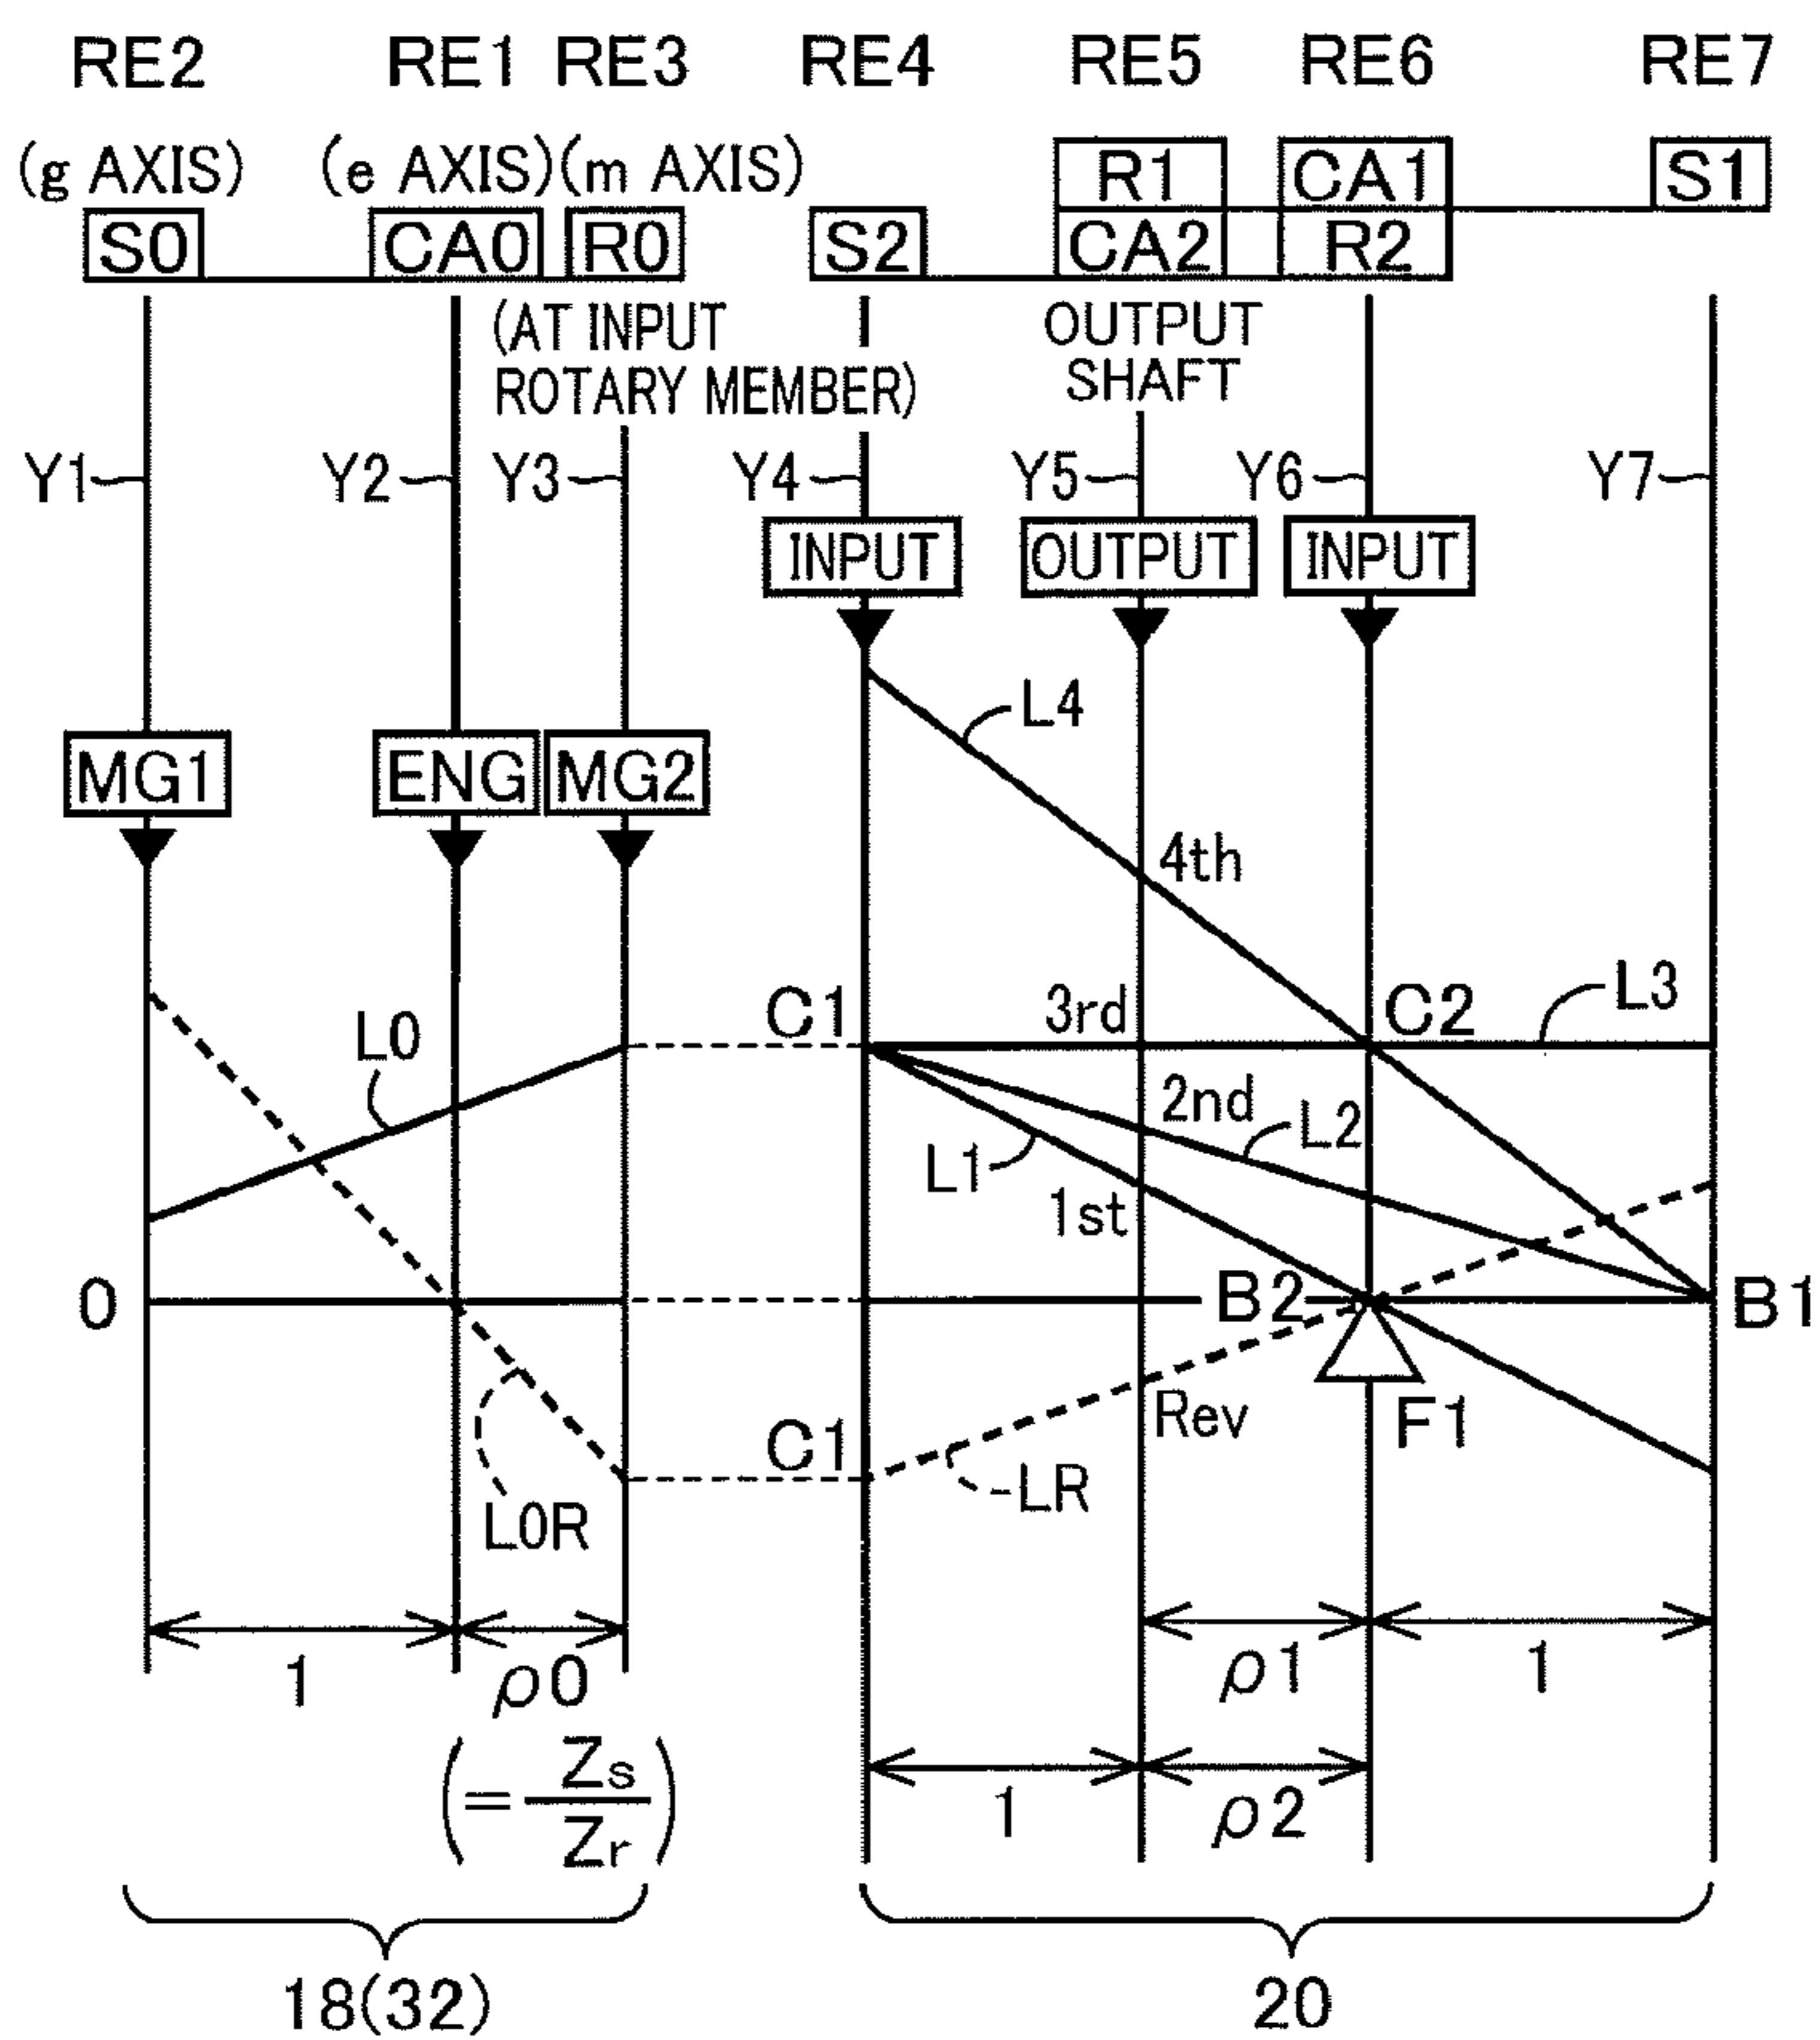 RE2 RE1 RE3 RE4 RE5 RE6 RE7
(g AXIS) (e AXIS) (m AXIS) R1 CA1 S1
S0 CA0 R0 S2 CA2 R2
(AT INPUT
ROTARY MEMBER)
OUTPUT
SHAFT
Y1 Y2 Y3 Y4 Y5 Y6 Y7
INPUT OUTPUT INPUT
L4
MG1 ENG MG2
4th
C1 3rd C2 L3
L0
2nd L2
L1
1st
0 B2 B1
Rev F1
C1
LR
L0R
1 ρ0 ρ1 1
(= Zs
Zr)
1 ρ2
18(32) 20